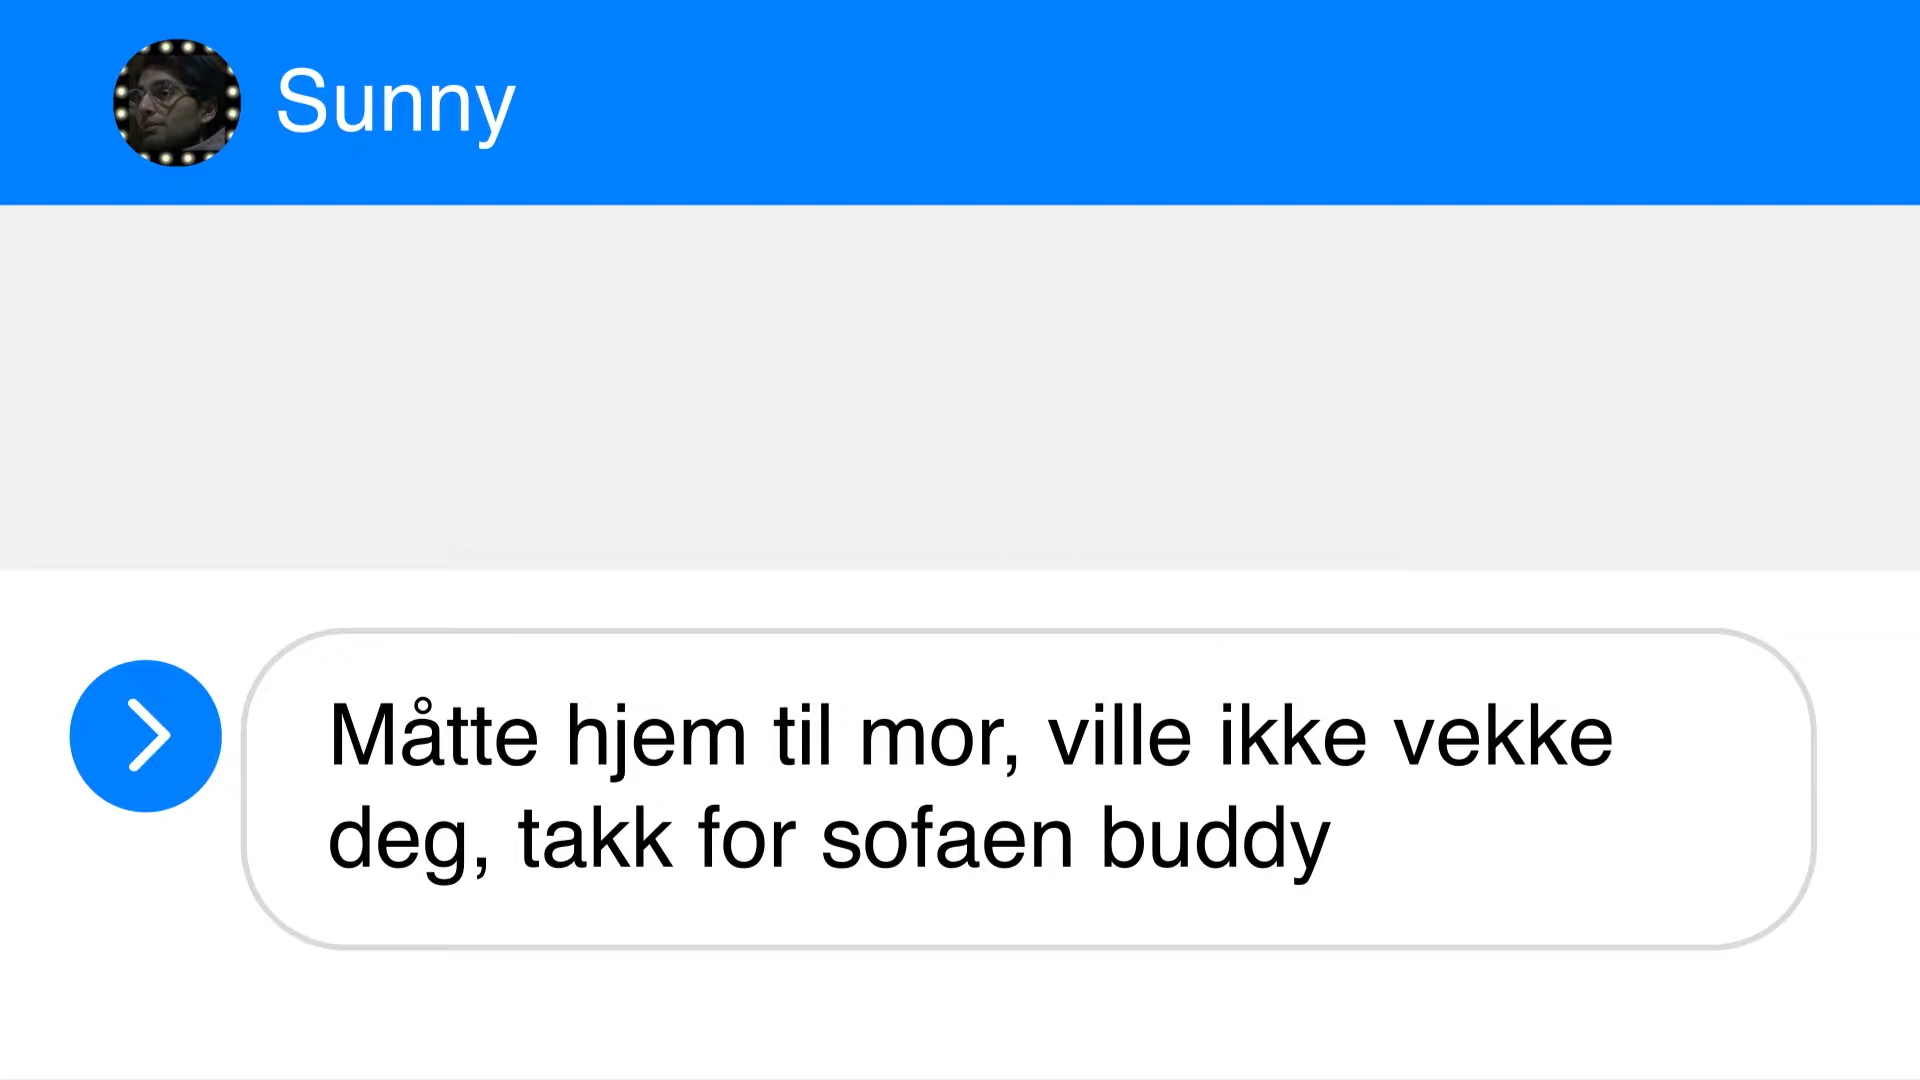 Sunny
Måtte hjem til mor, ville ikke vekke
deg, takk for sofaen buddy